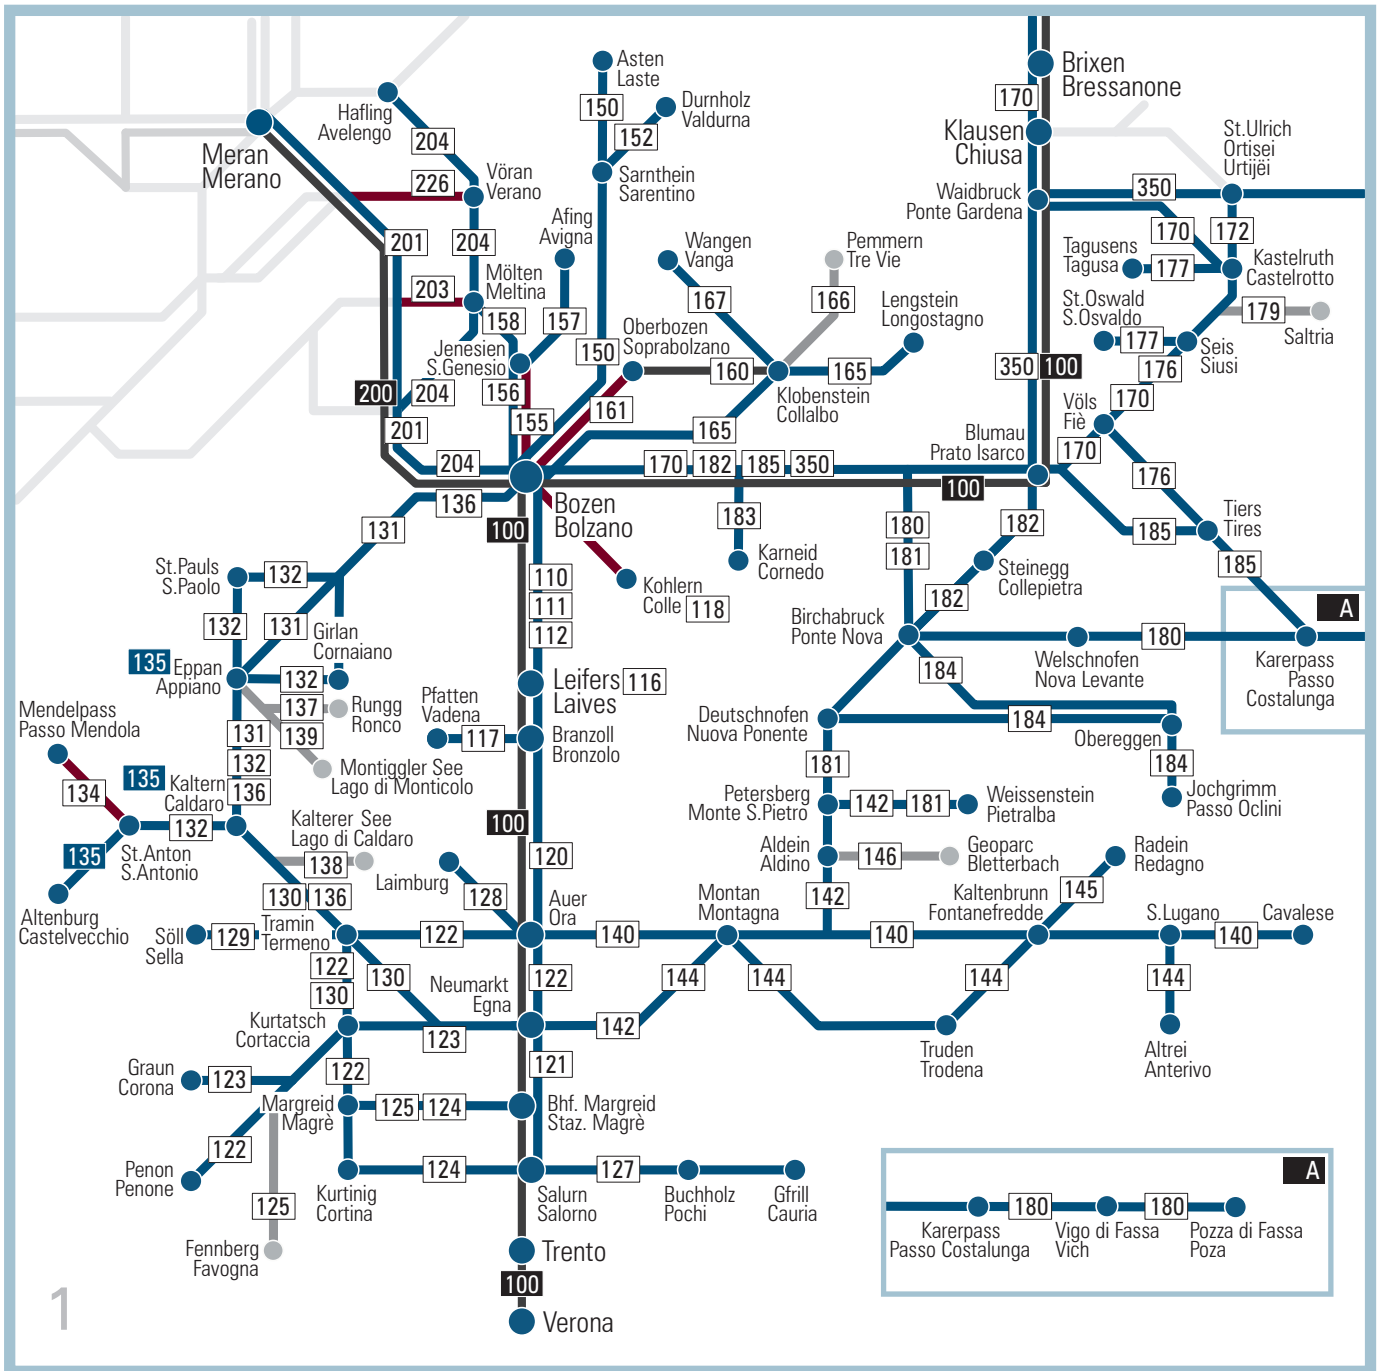 Asten
Laste
150
Durnholz
Valdurna
152
Brixen
Bressanone
170
Hafling
Avelengo
204
Klausen
Chiusa
St.Ulrich
Ortisei
Urtijëi
Meran
Merano
Vöran
Verano
226
Sarnthein
Sarentino
Waidbruck
Ponte Gardena
350
Afing
Avigna
201
204
Wangen
Vanga
Pemmern
Tre Vie
170
172
Tagusens
Tagusa
177
Kastelruth
Castelrotto
Mölten
Meltina
203
167
166
Lengstein
Longostagno
St.Oswald
S.Osvaldo
179
Saltria
158
157
Oberbozen
Soprabolzano
177
Seis
Siusi
Jenesien
S.Genesio
150
160
165
Klobenstein
Collalbo
350
100
176
200
204
156
161
170
Völs
Fiè
155
201
165
Blumau
Prato Isarco
170
204
170
182
185
350
176
136
100
Bozen
Bolzano
131
100
183
180
181
182
185
Tiers
Tires
Karneid
Cornedo
Steinegg
Collepietra
185
St.Pauls
S.Paolo
132
110
111
112
Kohlern
Colle
118
182
A
Birchabruck
Ponte Nova
132
131
Girlan
Cornaiano
180
Welschnofen
Nova Levante
Karerpass
Passo
Costalunga
135
Eppan
Appiano
132
184
Leifers
Laives
116
Mendelpass
Passo Mendola
137
Rungg
Ronco
Pfatten
Vadena
117
Branzoll
Bronzolo
131
139
Deutschnofen
Nuova Ponente
184
Obereggen
132
Montiggler See
Lago di Monticolo
181
184
135
Kaltern
Caldaro
136
134
Petersberg
Monte S.Pietro
142
181
Weissenstein
Pietralba
Jochgrimm
Passo Oclini
132
St.Anton
S.Antonio
135
Kalterer See
Lago di Caldaro
138
100
120
Aldein
Aldino
146
Geoparc
Bletterbach
Radein
Redagno
Laimburg
128
130
136
Altenburg
Castelvecchio
142
145
Auer
Ora
Montan
Montagna
Kaltenbrunn
Fontanefredde
S.Lugano
Cavalese
Söll
Sella
129
Tramin
Termeno
122
140
140
140
122
130
130
Neumarkt
Egna
122
144
144
144
144
Kurtatsch
Cortaccia
123
142
Truden
Trodena
Altrei
Anterivo
Graun
Corona
123
122
121
Margreid
Magrè
125
124
Bhf. Margreid
Staz. Magrè
122
Penon
Penone
124
127
Kurtinig
Cortina
Salurn
Salorno
Buchholz
Pochi
Gfrill
Cauria
125
Fennberg
Favogna
Trento
100
Verona
A
180
180
Karerpass
Passo Costalunga
Vigo di Fassa
Vich
Pozza di Fassa
Poza
1